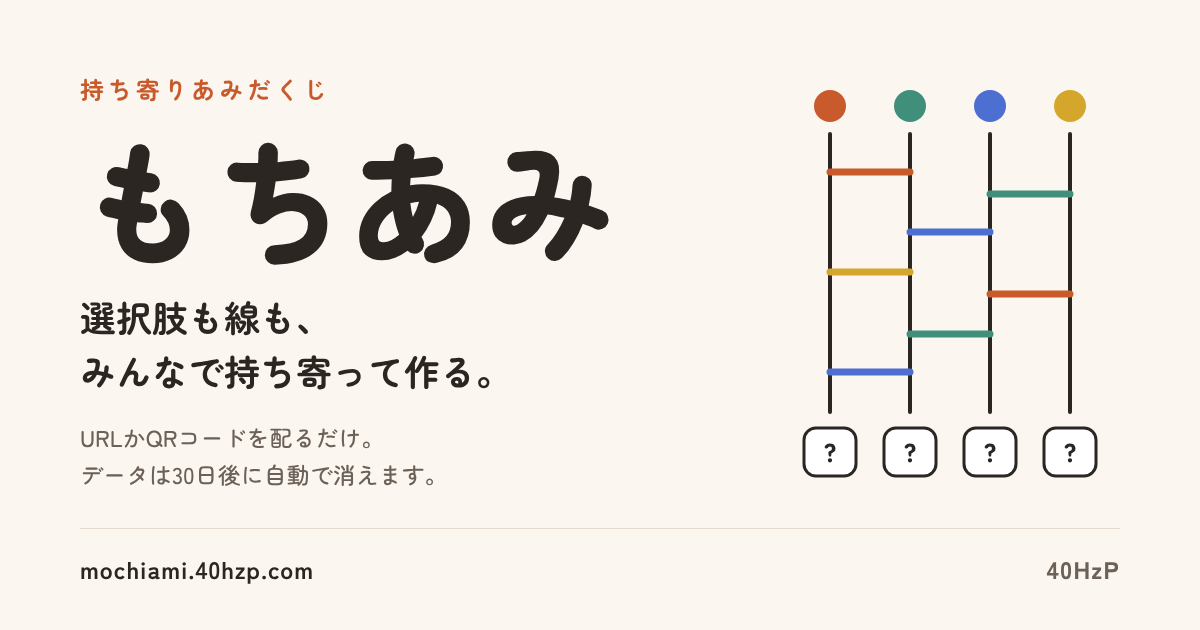 持ち寄りあみだくじ
もちあみ
選択肢も線も、
みんなで持ち寄って作る。
URLかQRコードを配るだけ。
データは30日後に自動で消えます。
? ? ? ?
mochiami.40hzp.com
40HzP